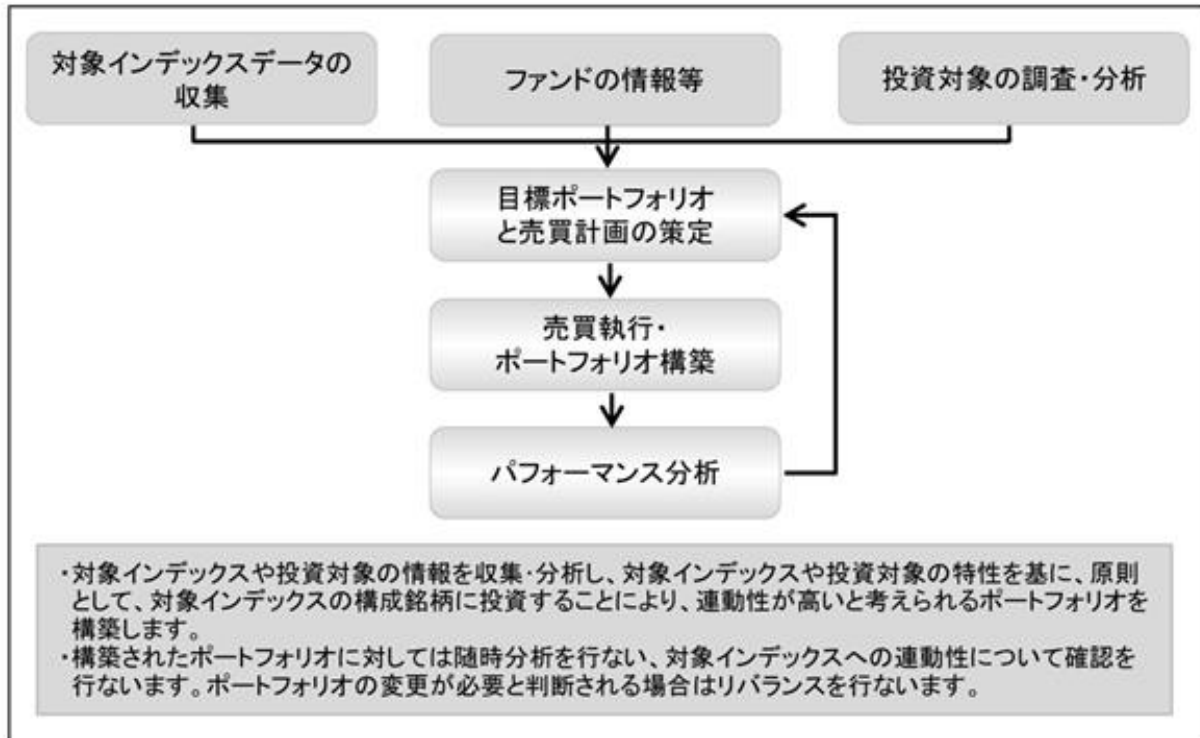 対象インデックスデータの
収集
ファンドの情報等
投資対象の調査・分析
目標ポートフォリオ
と売買計画の策定
売買執行・
ポートフォリオ構築
パフォーマンス分析
・対象インデックスや投資対象の情報を収集・分析し、対象インデックスや投資対象の特性を基に、原則
として、対象インデックスの構成銘柄に投資することにより、連動性が高いと考えられるポートフォリオを
構築します。
・構築されたポートフォリオに対しては随時分析を行ない、対象インデックスへの連動性について確認を
行ないます。ポートフォリオの変更が必要と判断される場合はリバランスを行ないます。